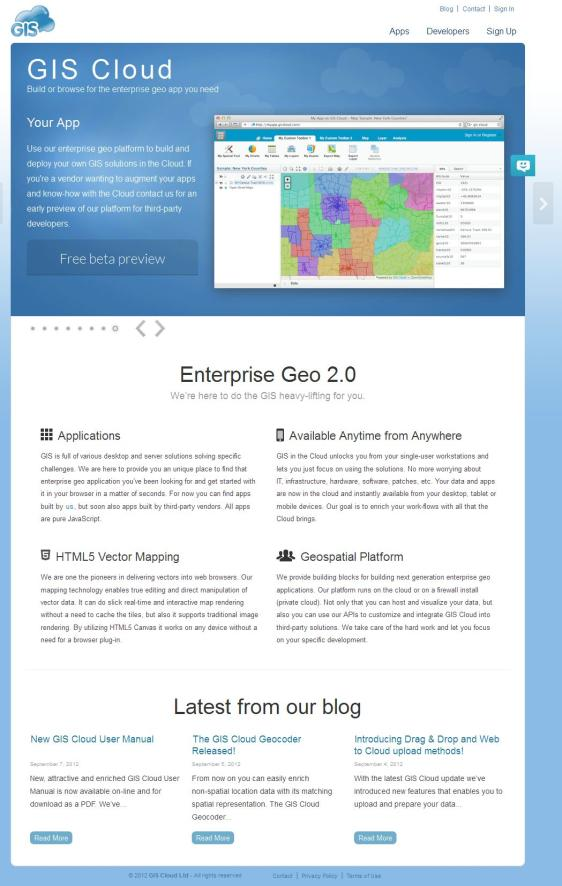 Blog | Contact | Sign In
GIS
Apps Developers Sign Up
GIS Cloud
Build or browse for the enterprise geo app you need
Your App
Use our enterprise geo platform to build and
deploy your own GIS solutions in the Cloud. If
you're a vendor wanting to augment your apps
and know-how with the Cloud contact us for an
early preview of our platform for third-party
developers.
Free beta preview
Sign in or Register
Home My Custom Toolbar 1 My Custom Toolbar 2 Map Layer Analysis
Export Map
Sample: New York Counties
Enterprise Geo 2.0
We're here to do the GIS heavy-lifting for you.
Applications
GIS is full of various desktop and server solutions solving specific
challenges. We are here to provide you an unique place to find that
enterprise geo application you've been looking for and get started with
it in your browser in a matter of seconds. For now you can find apps
built by us, but soon also apps built by third-party vendors. All apps
are pure JavaScript.
Available Anytime from Anywhere
GIS in the Cloud unlocks you from your single-user workstations and
lets you just focus on using the solutions. No more worrying about
IT, infrastructure, hardware, software, patches, etc. Your data and apps
are now in the cloud and instantly available from your desktop, tablet or
mobile devices. Our goal is to enrich your work-flows with all that the
Cloud brings.
HTML5 Vector Mapping
We are one the pioneers in delivering vectors into web browsers. Our
mapping technology enables true editing and direct manipulation of
vector data. It can do slick real-time and interactive map rendering
without a need to cache the tiles, but also it supports traditional image
rendering. By utilizing HTML5 Canvas it works on any device without a
need for a browser plug-in.
Geospatial Platform
We provide building blocks for building next generation enterprise geo
applications. Our platform runs on the cloud or on a firewall install
(private cloud). Not only that you can host and visualize your data, but
also you can use our APIs to customize and integrate GIS Cloud into
third-party solutions. We take care of the hard work and let you focus
on your specific development.
Latest from our blog
New GIS Cloud User Manual
September 7, 2012
New, attractive and enriched GIS Cloud User
Manual is now available on-line and for
download as a PDF. We've...
Read More
The GIS Cloud Geocoder
Released!
September 5, 2012
From now on you can easily enrich
non-spatial location data with its matching
spatial representation. The GIS Cloud
Geocoder...
Read More
Introducing Drag & Drop and Web
to Cloud upload methods!
September 4, 2012
With the latest GIS Cloud update we've
introduced new features that enables you to
upload and prepare your data...
Read More
© 2012 GIS Cloud Ltd - All rights reserved Contact | Privacy Policy | Terms of Use